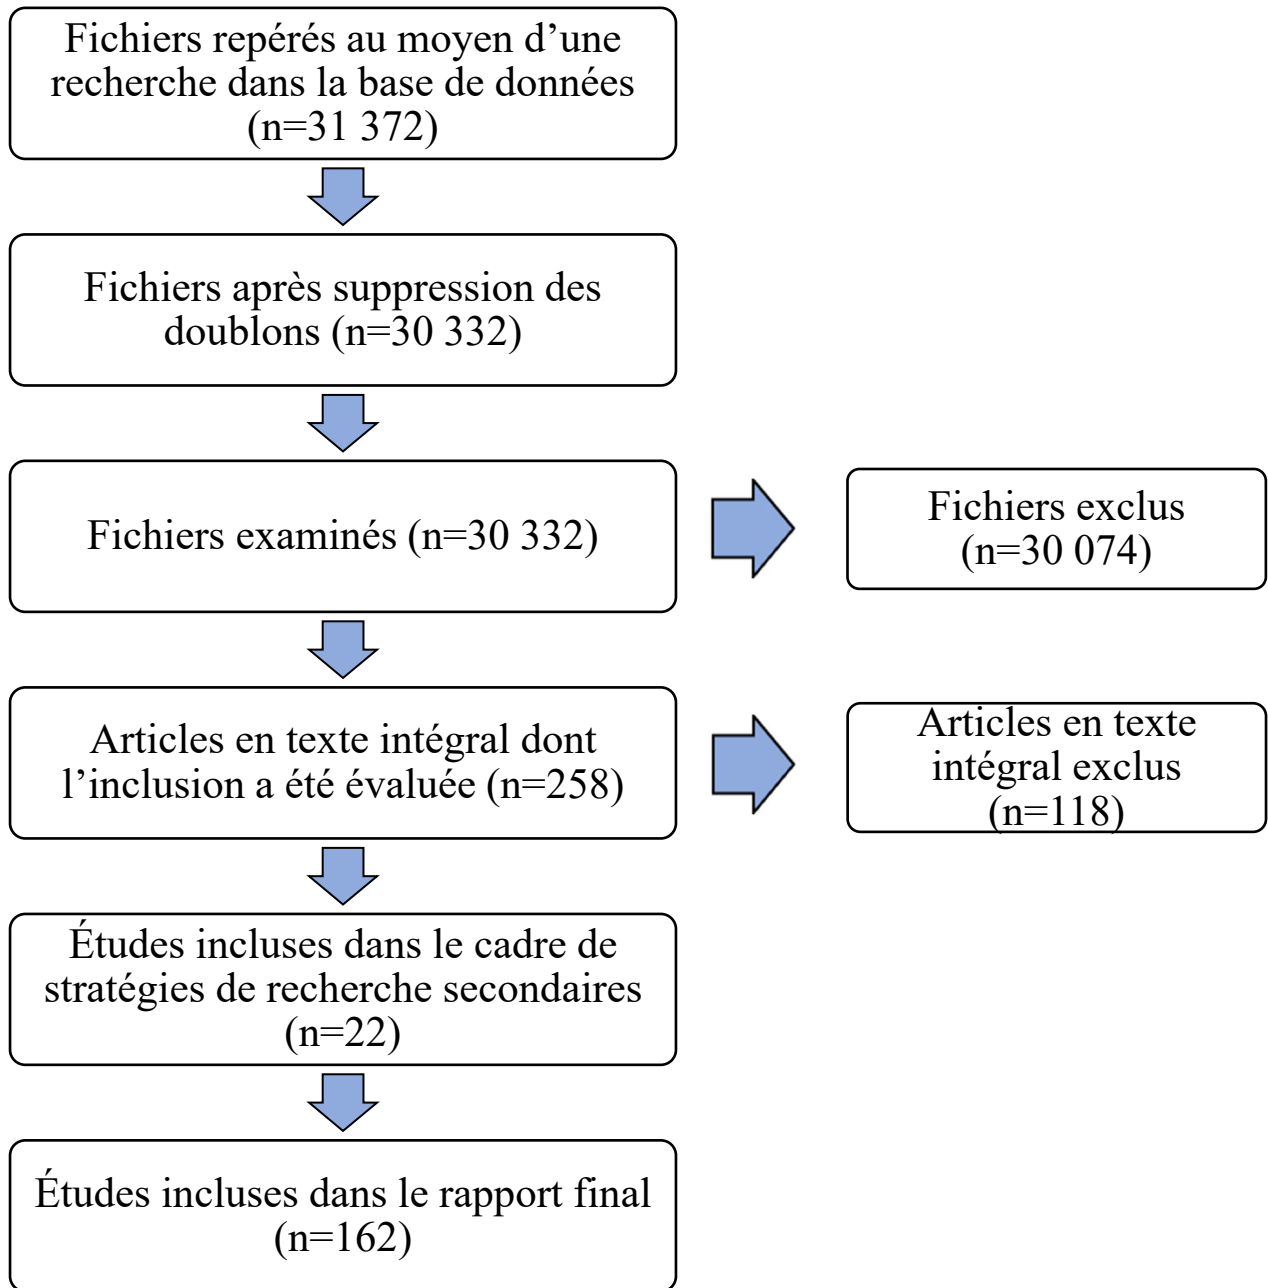 Fichiers repérés au moyen d’une
recherche dans la base de données
(n=31 372)
Fichiers après suppression des
doublons (n=30 332)
Fichiers examinés (n=30 332)
Fichiers exclus
(n=30 074)
Articles en texte intégral dont
l’inclusion a été évaluée (n=258)
Articles en texte
intégral exclus
(n=118)
Études incluses dans le cadre de
stratégies de recherche secondaires
(n=22)
Études incluses dans le rapport final
(n=162)